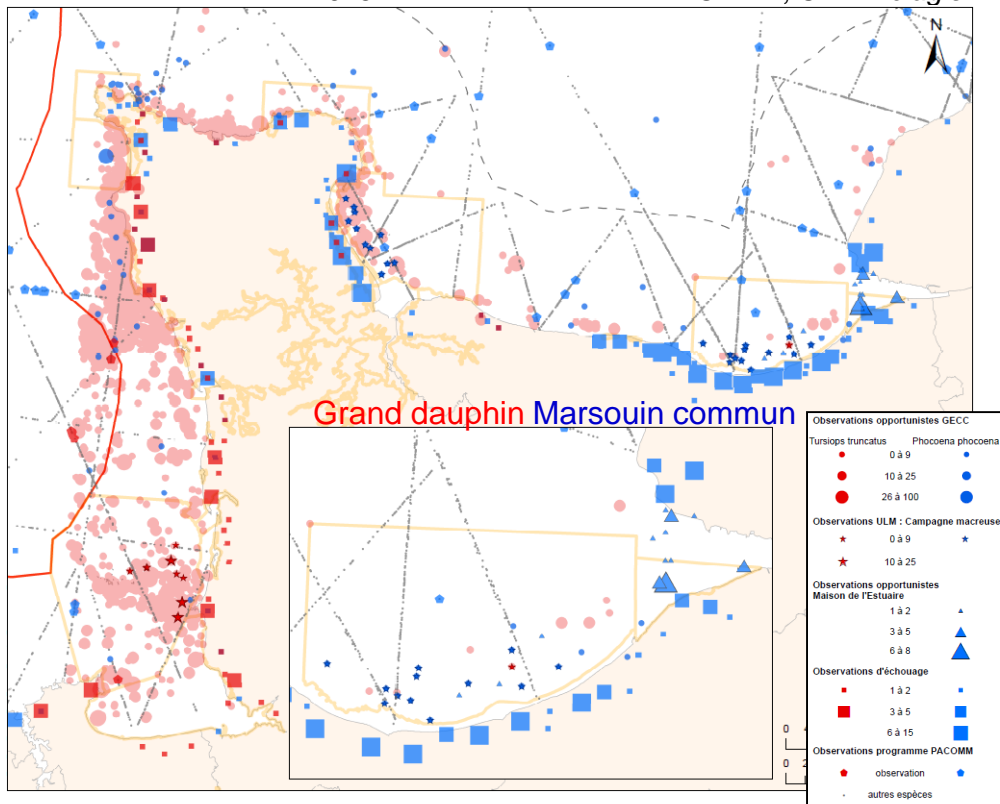 N
Grand dauphin Marsouin commun
Observations opportunistes GECC
Tursiops truncatus Phocoena phocoena
0 à 9
10 à 25
26 à 100
Observations ULM : Campagne macreuse
0 à 9
10 à 25
Observations opportunistes
Maison de l'Estuaire
1 à 2
3 à 5
6 à 8
Observations d'échouage
1 à 2
3 à 5
6 à 15
Observations programme PACOMM
observation
autres espèces
0
0